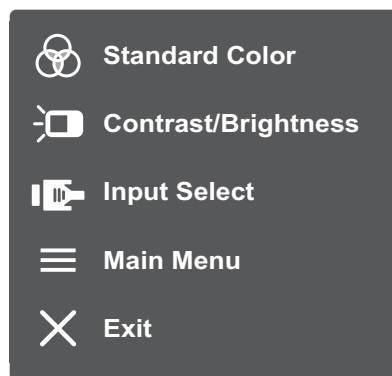 Standard Color
Contrast/Brightness
Input Select
Main Menu
Exit